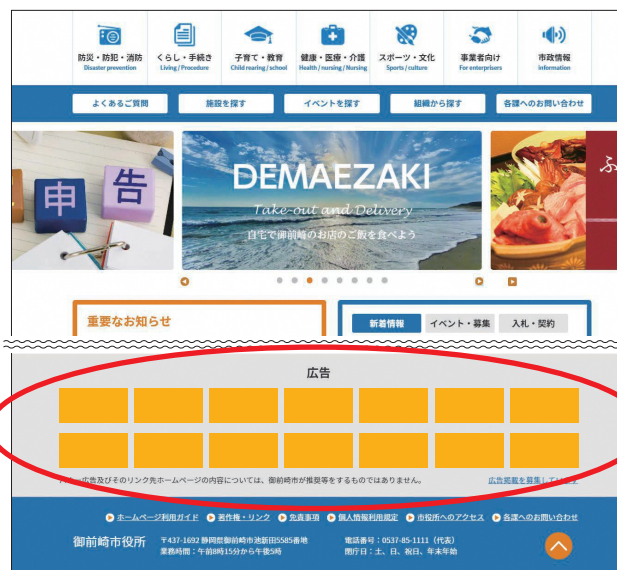 防災・防犯・消防 くらし・手続き 子育て・教育 健康・医療・介護 スポーツ・文化 事業者向け 市政情報
Disaster prevention Living / Procedure Child rearing / school Health / nursing / Nursing Sports / culture For enterprises Information
よくあるご質問 施設を探す イベントを探す 組織から探す 各課へのお問い合わせ
申告
DEMAEZAKI
Take-out and Delivery
自宅で御前崎のお店のご飯を食べよう
ふ
重要なお知らせ
新着情報 イベント・募集 入札・契約
広告
広告及びそのリンク先ホームページの内容については、御前崎市が推奨等をするものではありません。 広告掲載を募集しています
ホームページ利用ガイド 著作権・リンク 免責事項 個人情報利用規定 市役所へのアクセス 各課へのお問い合わせ
御前崎市役所 〒437-1692 静岡県御前崎市池新田5585番地 電話番号：0537-85-1111（代表）
業務時間：午前8時15分から午後5時 閉庁日：土、日、祝日、年末年始